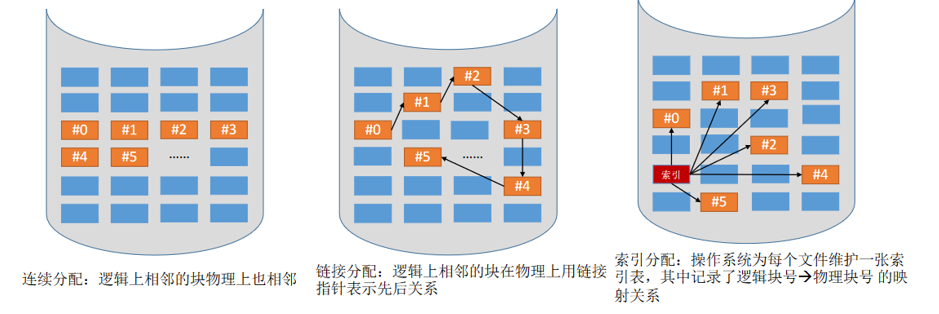 #0 #1 #2 #3
#4 #5 ……
连续分配：逻辑上相邻的块物理上也相邻
#2
#1
#0 #3
#5 ……
#4
链接分配：逻辑上相邻的块在物理上用链接
指针表示先后关系
#1 #3
#0
#2
索引 #4
#5
索引分配：操作系统为每个文件维护一张索
引表，其中记录了逻辑块号→物理块号 的映
射关系